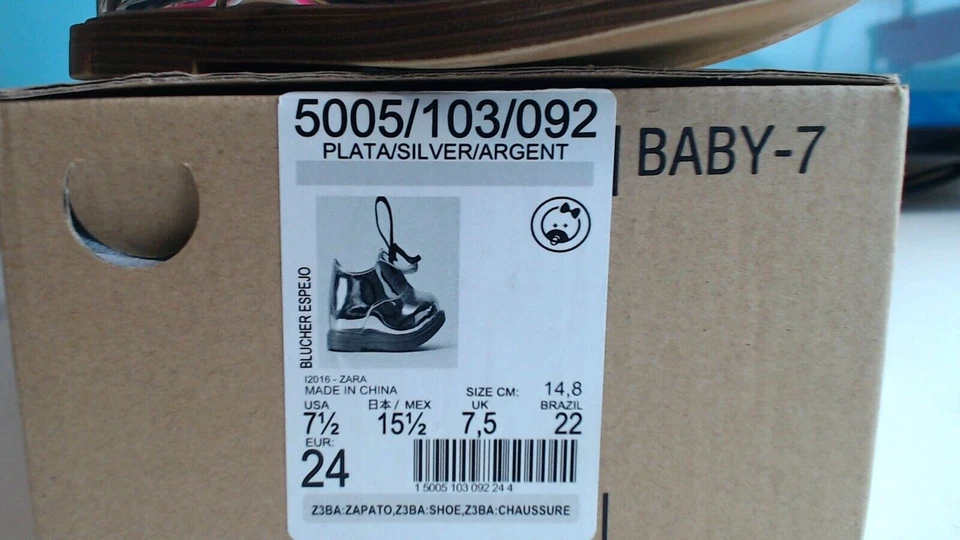 5005/103/092
PLATA/SILVER/ARGENT
BABY-7
BLUCHER ESPEJO
I2016 - ZARA
MADE IN CHINA
SIZE CM: 14,8
USA 日本 / MEX UK BRAZIL
7½ 15½ 7,5 22
EUR:
24
1 5005 103 092 24 4
Z3BA:ZAPATO,Z3BA:SHOE,Z3BA:CHAUSSURE